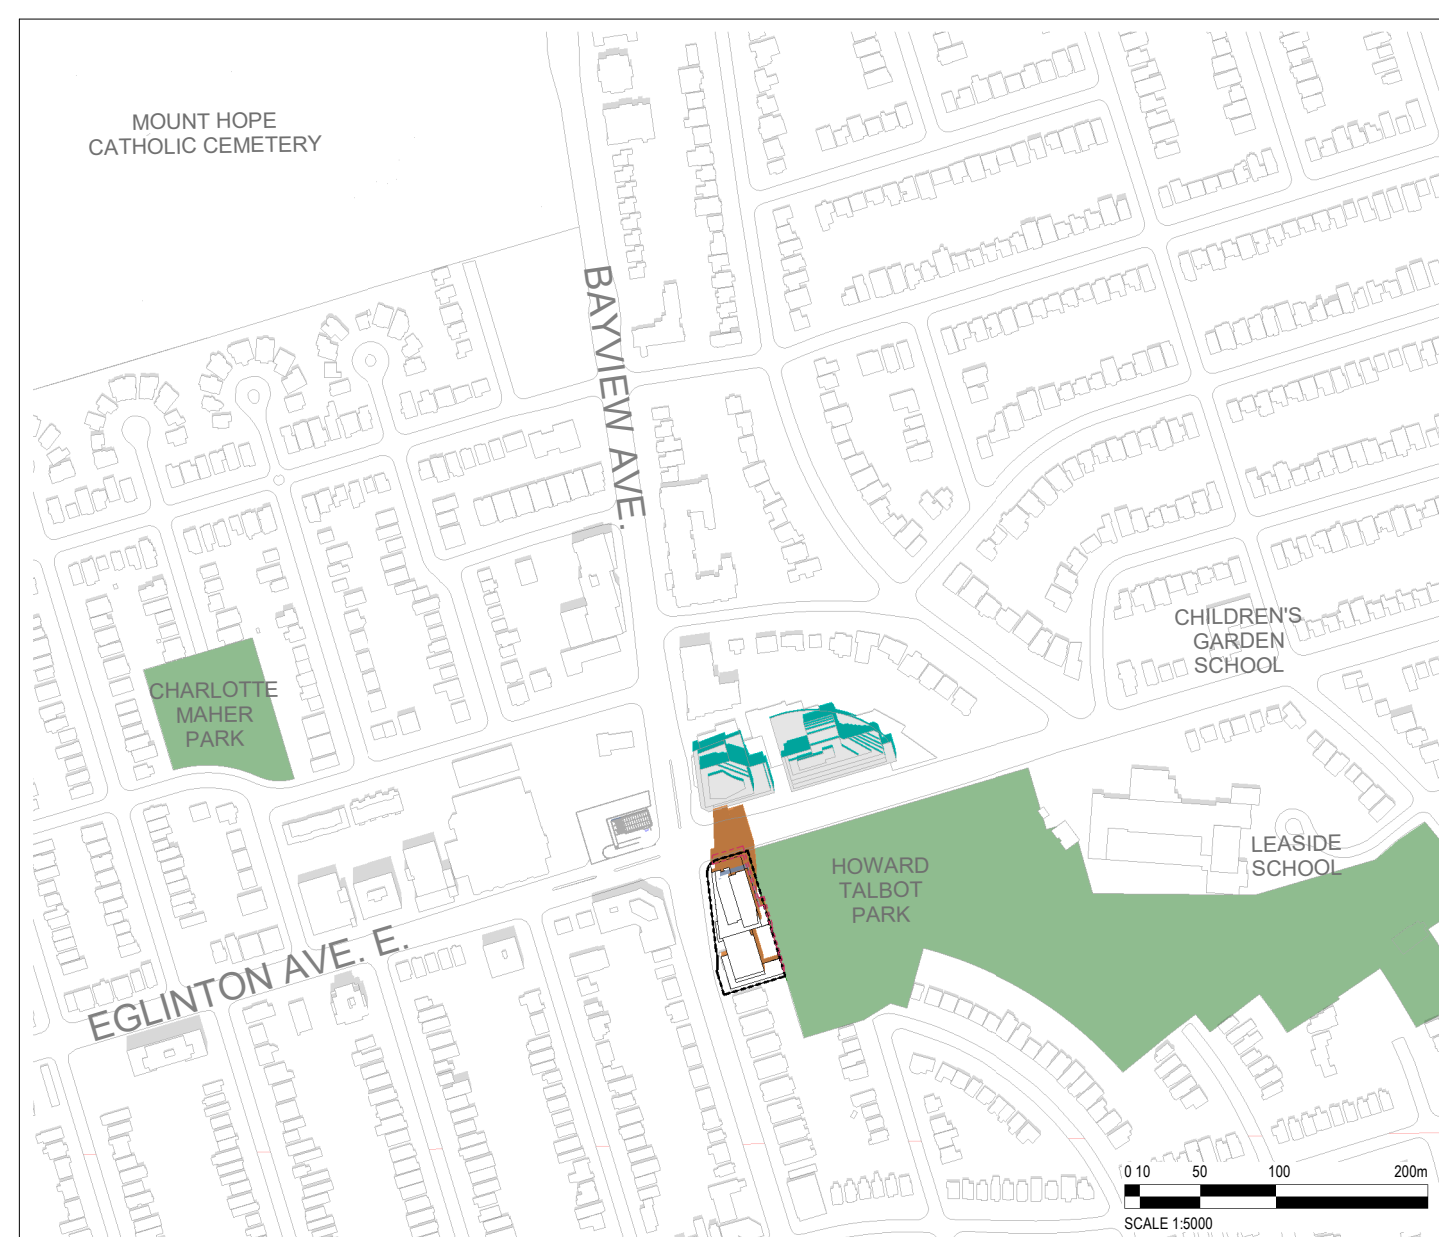 MOUNT HOPE
CATHOLIC CEMETERY
BAYVIEW AVE.
CHILDREN'S
GARDEN
SCHOOL
CHARLOTTE
MAHER
PARK
HOWARD
TALBOT
PARK
LEASIDE
SCHOOL
EGLINTON AVE. E.
0 10 50 100 200m
SCALE 1:5000